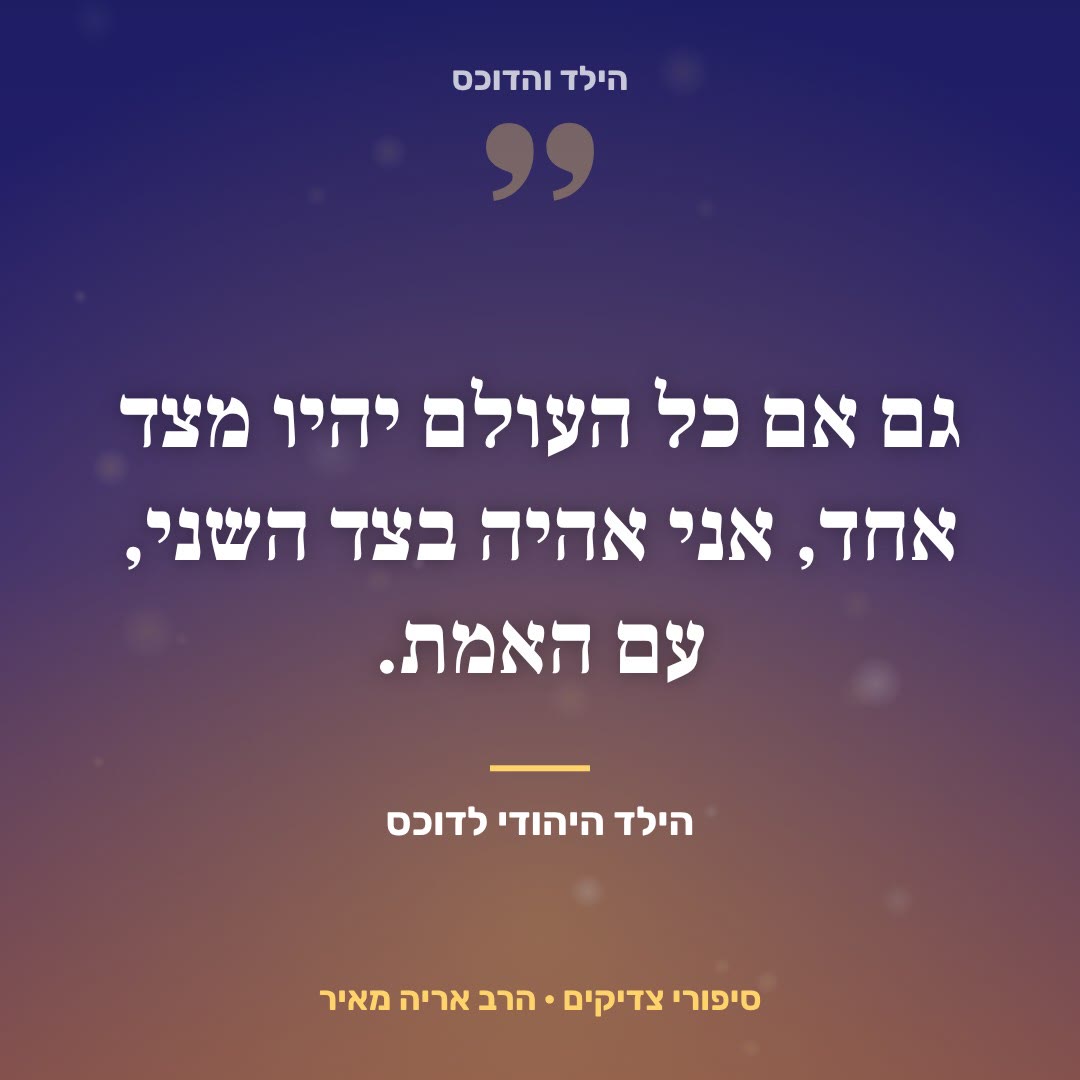 הילד והדוכס
”
גם אם כל העולם יהיו מצד
אחד, אני אהיה בצד השני,
עם האמת.
הילד היהודי לדוכס
סיפורי צדיקים • הרב אריה מאיר